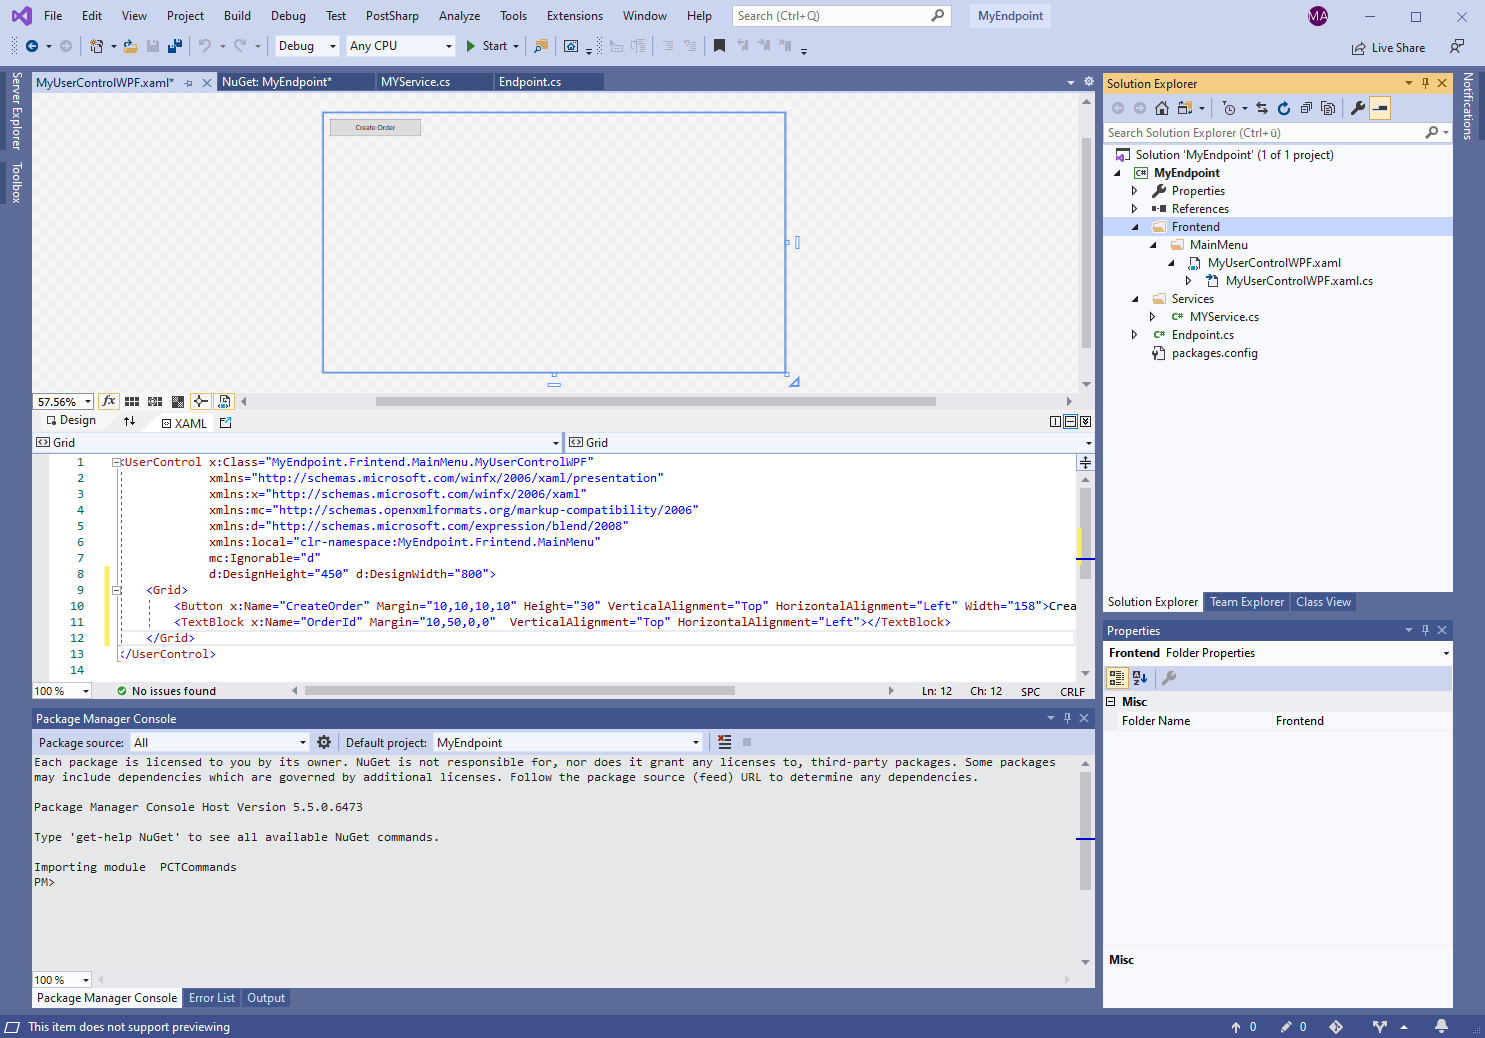 File Edit View Project Build Debug Test PostSharp Analyze Tools Extensions Window Help Search (Ctrl+Q) MyEndpoint MA
Debug Any CPU Start Live Share
Server Explorer
Toolbox
MyUserControlWPF.xaml* NuGet: MyEndpoint* MYService.cs Endpoint.cs
Create Order
57.56% fx
Design XAML
Grid Grid
1 <UserControl x:Class="MyEndpoint.Frintend.MainMenu.MyUserControlWPF"
2 xmlns="http://schemas.microsoft.com/winfx/2006/xaml/presentation"
3 xmlns:x="http://schemas.microsoft.com/winfx/2006/xaml"
4 xmlns:mc="http://schemas.openxmlformats.org/markup-compatibility/2006"
5 xmlns:d="http://schemas.microsoft.com/expression/blend/2008"
6 xmlns:local="clr-namespace:MyEndpoint.Frintend.MainMenu"
7 mc:Ignorable="d"
8 d:DesignHeight="450" d:DesignWidth="800">
9 <Grid>
10 <Button x:Name="CreateOrder" Margin="10,10,10,10" Height="30" VerticalAlignment="Top" HorizontalAlignment="Left" Width="158">Crea
11 <TextBlock x:Name="OrderId" Margin="10,50,0,0"  VerticalAlignment="Top" HorizontalAlignment="Left"></TextBlock>
12 </Grid>
13 </UserControl>
14
100 % No issues found Ln: 12 Ch: 12 SPC CRLF
Package Manager Console
Package source: All Default project: MyEndpoint
Each package is licensed to you by its owner. NuGet is not responsible for, nor does it grant any licenses to, third-party packages. Some packages
may include dependencies which are governed by additional licenses. Follow the package source (feed) URL to determine any dependencies.
Package Manager Console Host Version 5.5.0.6473
Type 'get-help NuGet' to see all available NuGet commands.
Importing module  PCTCommands
PM>
100 %
Package Manager Console Error List Output
Solution Explorer
Search Solution Explorer (Ctrl+ü)
Solution 'MyEndpoint' (1 of 1 project)
C# MyEndpoint
Properties
References
Frontend
MainMenu
MyUserControlWPF.xaml
MyUserControlWPF.xaml.cs
Services
C# MYService.cs
C# Endpoint.cs
packages.config
Solution Explorer Team Explorer Class View
Properties
Frontend Folder Properties
Misc
Folder Name Frontend
Misc
Notifications
This item does not support previewing 0 0